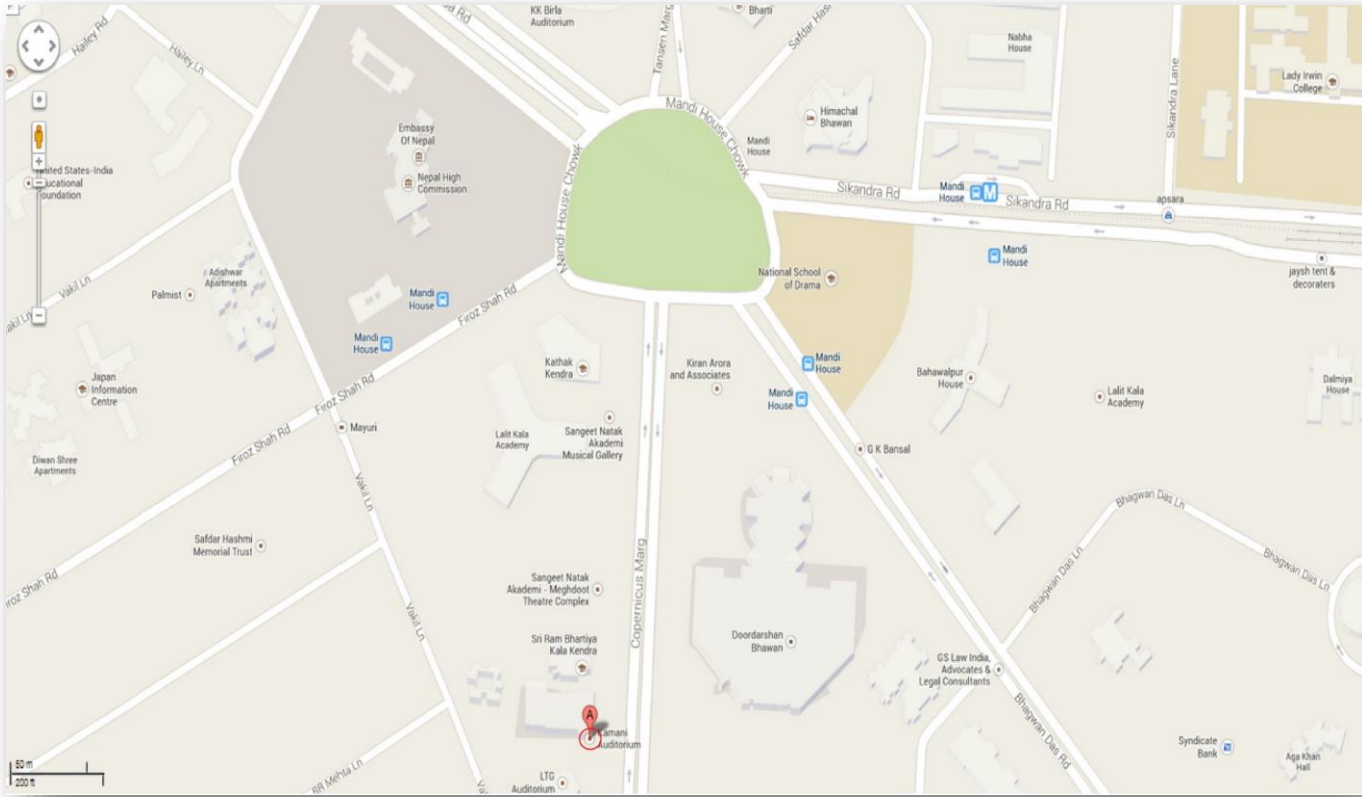 KK Birla
Auditorium
Bharti
Hailey Rd
Hailey Ln
Rd
Tansen Marg
Safdar Has
Nabha
House
Sikandra Lane
Lady Irwin
College
Mandi House Chowk
Himachal
Bhawan
Mandi
House
Embassy
Of Nepal
Nepal High
Commission
United States-India
Educational
Foundation
Mandi House Chowk
Sikandra Rd
Mandi
House
M
Sikandra Rd
apsara
Mandi
House
jaysh tent &
decoraters
National School
of Drama
Adishwar
Apartments
Palmist
Vakil Ln
akil Ln
Mandi
House
Firoz Shah Rd
Mandi
House
Kathak
Kendra
Kiran Arora
and Associates
Mandi
House
Mandi
House
Bahawalpur
House
Lalit Kala
Academy
Dalmiya
House
Japan
Information
Centre
Firoz Shah Rd
Mayuri
Firoz Shah Rd
Lalit Kala
Academy
Sangeet Natak
Akademi
Musical Gallery
G K Bansal
Diwan Shree
Apartments
Vakil Ln
Bhagwan Das Ln
Safdar Hashmi
Memorial Trust
iroz Shah Rd
Sangeet Natak
Akademi - Meghdoot
Theatre Complex
Copernicus Marg
Bhagwan Das Ln
Bhagwan Das Ln
Vakil Ln
Sri Ram Bhartiya
Kala Kendra
Doordarshan
Bhawan
GS Law India,
Advocates &
Legal Consultants
Bhagwan Das Rd
A
Kamani
Auditorium
Syndicate
Bank
Aga Khan
Hall
50 m
200 ft
BR Mehta Ln
Va
LTG
Auditorium